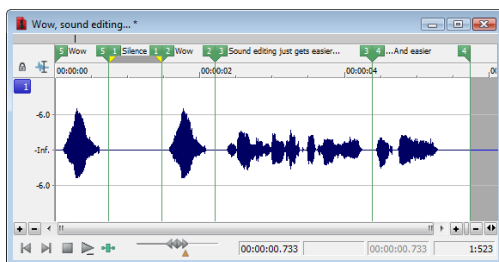 Wow, sound editing... *
5 Wow 5 1 Silence 1 2 Wow 2 3 Sound editing just gets easier... 3 4 ...And easier 4
00:00:00 00:00:02 00:00:04
1
-6.0
-Inf.
-6.0
00:00:00.733 00:00:00.733 1:523